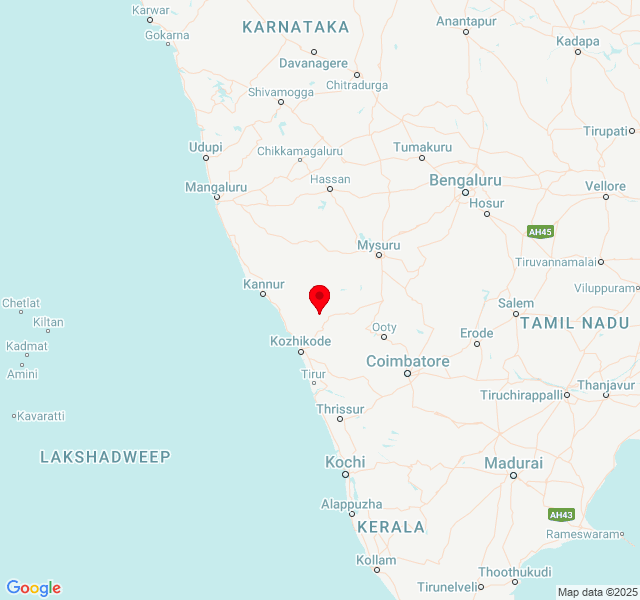 Karwar
KARNATAKA
Anantapur
Gokarna
Kadapa
Davanagere
Chitradurga
Shivamogga
Tirupati
Udupi
Chikkamagaluru
Tumakuru
Hassan
Bengaluru
Vellore
Mangaluru
Hosur
AH45
Mysuru
Tiruvannamalai
Kannur
Viluppuram
Chetlat
Salem
Kiltan
Ooty
TAMIL NADU
Erode
Kozhikode
Kadmat
Coimbatore
Amini
Tirur
Thanjavur
Tiruchirappalli
Kavaratti
Thrissur
LAKSHADWEEP
Kochi
Madurai
Alappuzha
AH43
KERALA
Rameswaram
Kollam
Thoothukudi
Tirunelveli
Google
Map data ©2025